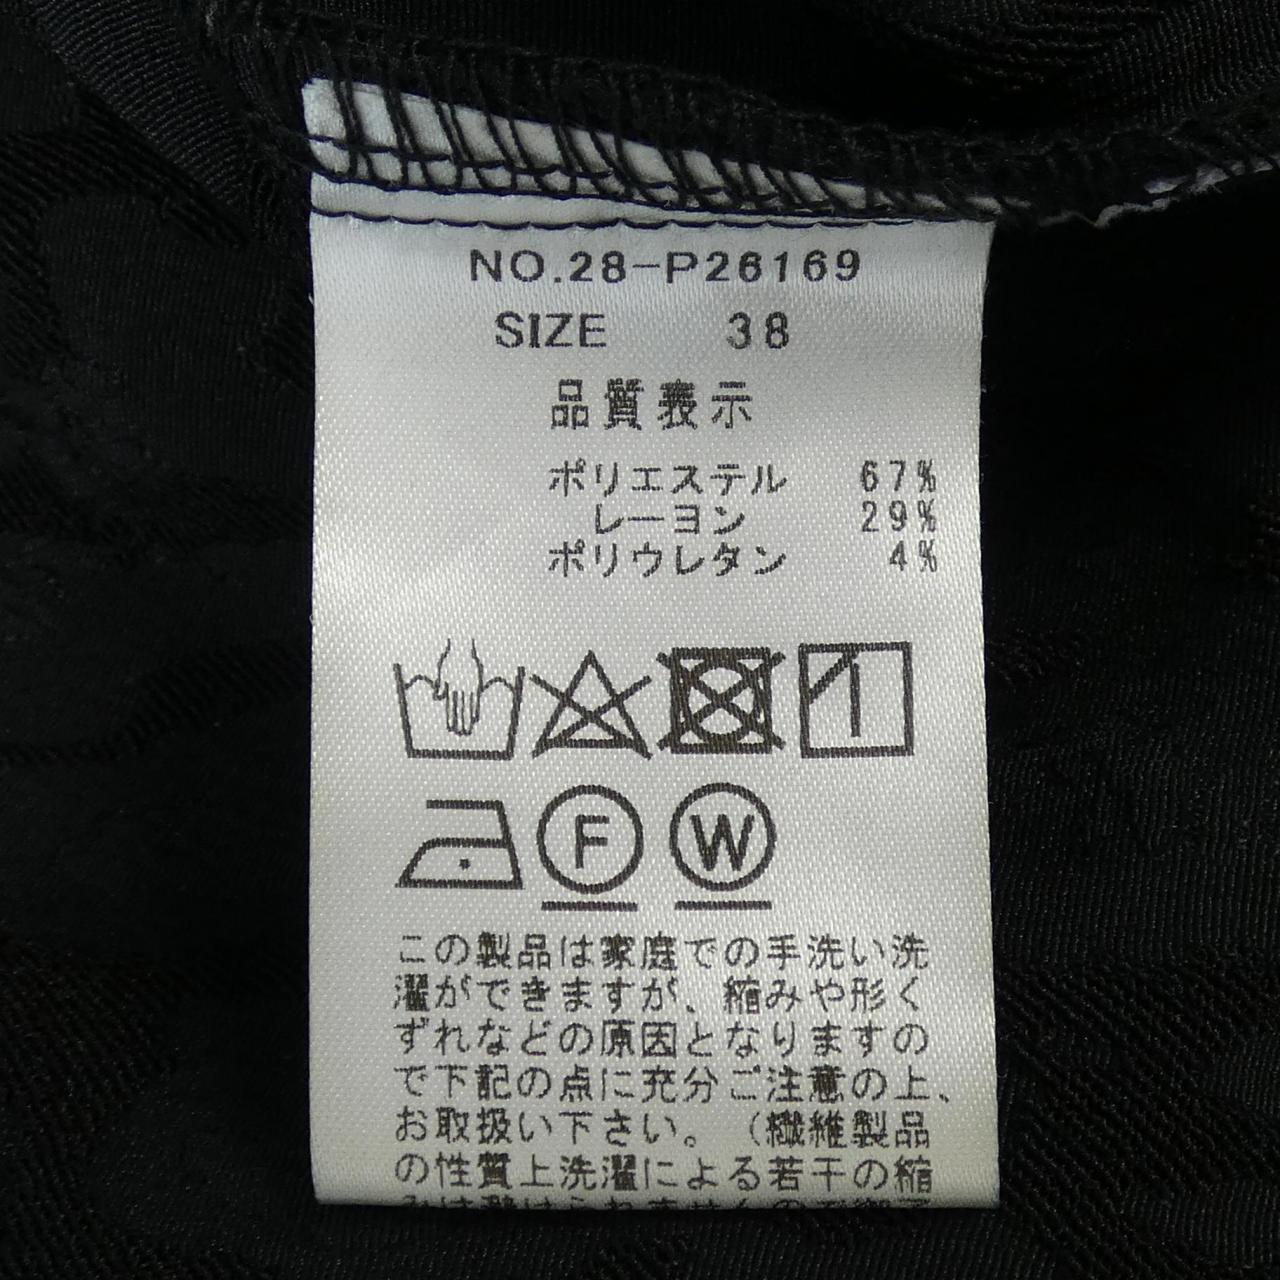 NO.28-P26169
SIZE 38
品質表示
ポリエステル 67%
レーヨン 29%
ポリウレタン 4%
F W
この製品は家庭での手洗い洗
濯ができますが、縮みや形く
ずれなどの原因となりますの
で下記の点に充分ご注意の上、
お取扱い下さい。(繊維製品
の性質上洗濯による若干の縮